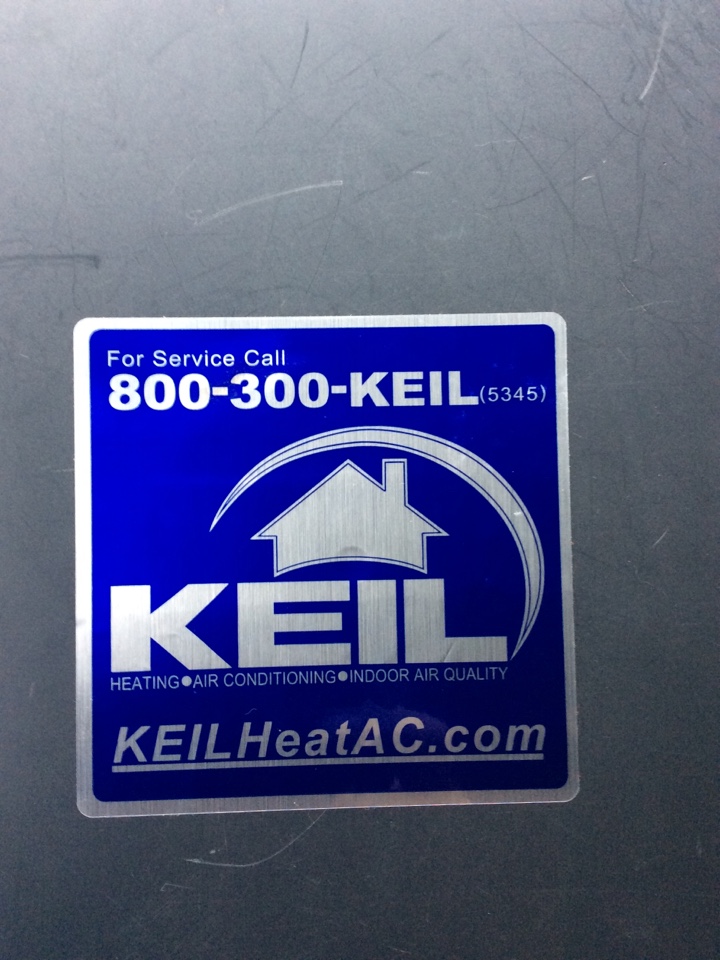 For Service Call
800-300-KEIL(5345)
KEIL
HEATING●AIR CONDITIONING●INDOOR AIR QUALITY
KEILHeatAC.com